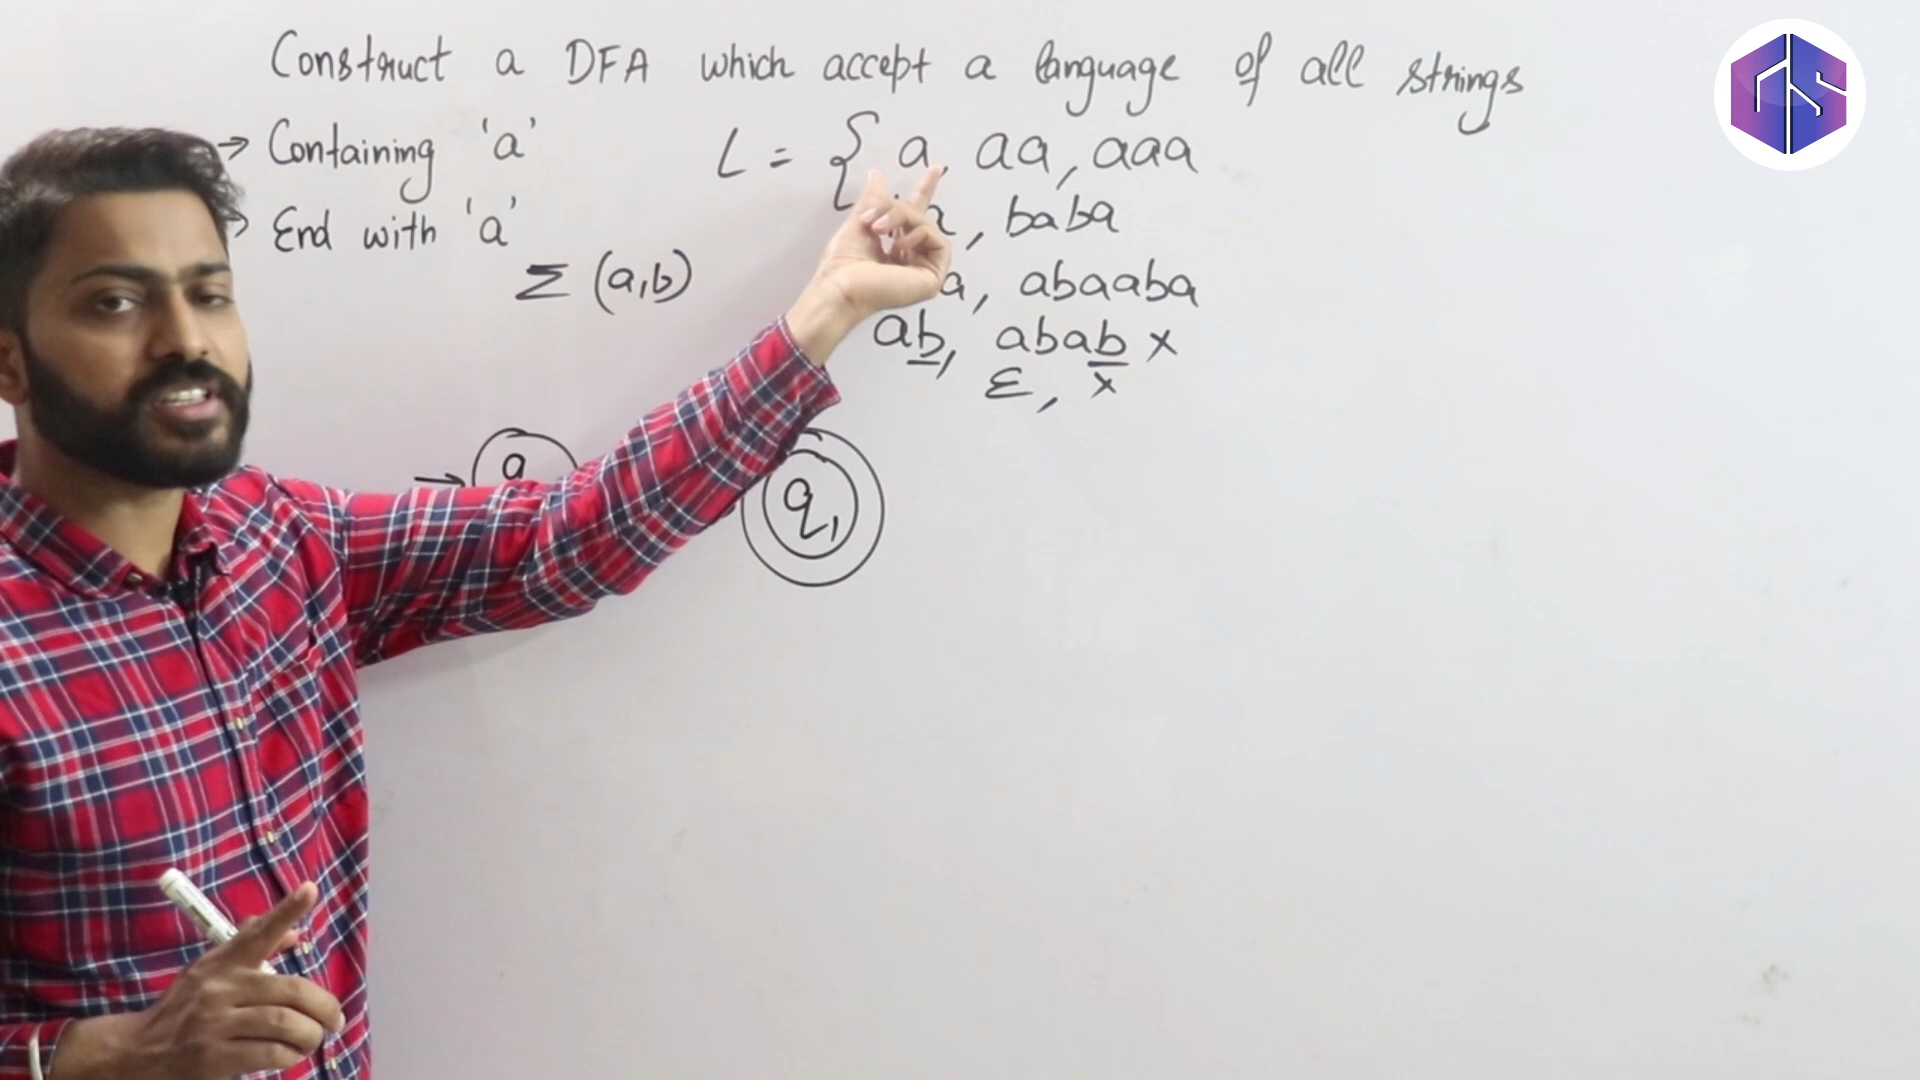 Construct a DFA which accept a language of all strings
→ Containing 'a'
L = { a, aa, aaa
, baba
→ End with 'a'
Σ (a,b)
a, abaaba
ab, abab ×
ε, ×
q₁